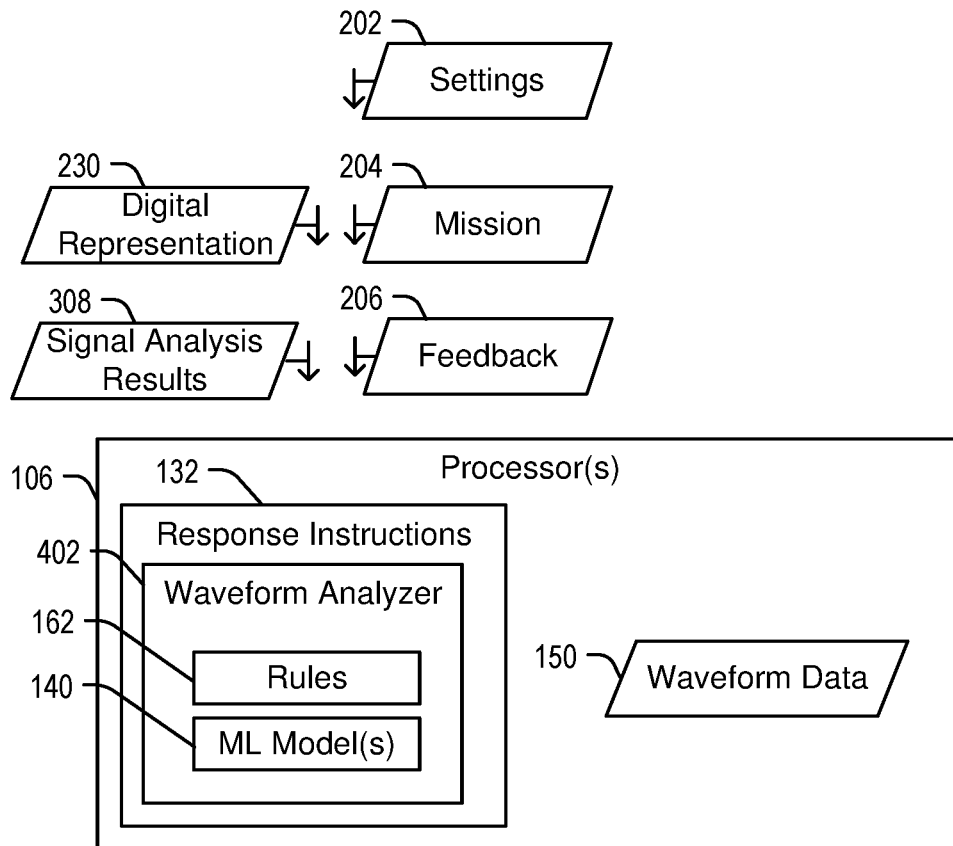 202
Settings
230
204
Digital
Representation
Mission
308
206
Signal Analysis
Results
Feedback
Processor(s)
106
132
Response Instructions
402
Waveform Analyzer
162
Rules
150
Waveform Data
140
ML Model(s)